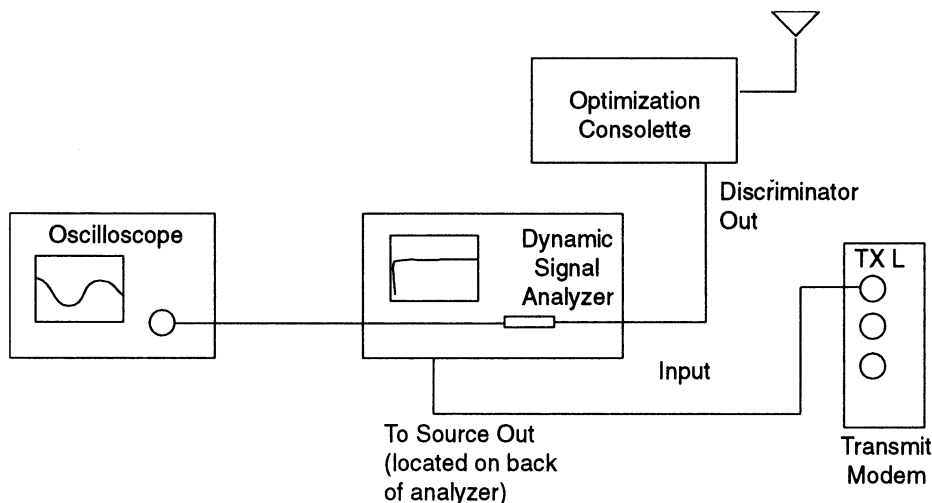 Optimization
Consolette
Discriminator
Out
Oscilloscope
Dynamic
Signal
Analyzer
TX L
Input
To Source Out
(located on back
of analyzer)
Transmit
Modem